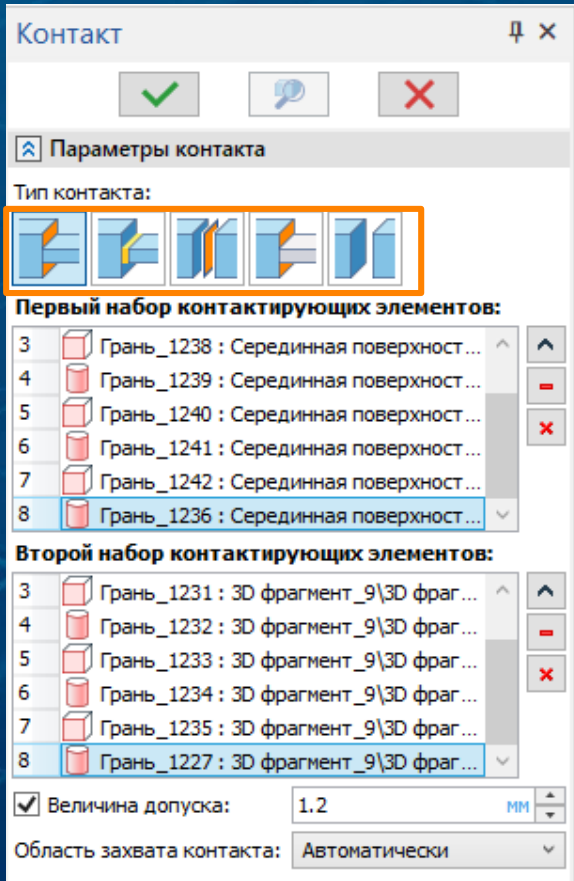 Контакт
Параметры контакта
Тип контакта:
Первый набор контактирующих элементов:
3 Грань_1238 : Серединная поверхност...
4 Грань_1239 : Серединная поверхност...
5 Грань_1240 : Серединная поверхност...
6 Грань_1241 : Серединная поверхност...
7 Грань_1242 : Серединная поверхност...
8 Грань_1236 : Серединная поверхност...
Второй набор контактирующих элементов:
3 Грань_1231 : 3D фрагмент_9\3D фраг...
4 Грань_1232 : 3D фрагмент_9\3D фраг...
5 Грань_1233 : 3D фрагмент_9\3D фраг...
6 Грань_1234 : 3D фрагмент_9\3D фраг...
7 Грань_1235 : 3D фрагмент_9\3D фраг...
8 Грань_1227 : 3D фрагмент_9\3D фраг...
Величина допуска: 1.2 мм
Область захвата контакта: Автоматически